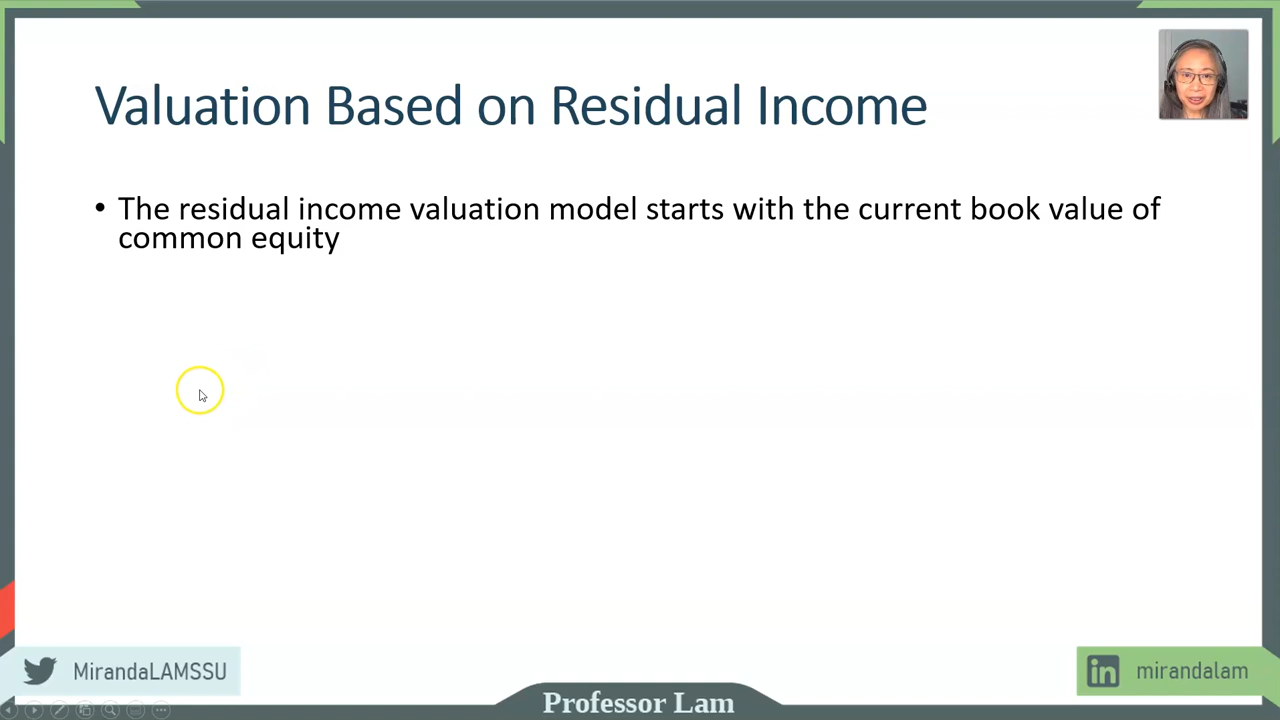 Valuation Based on Residual Income
• The residual income valuation model starts with the current book value of
common equity
MirandaLAMSSU
in mirandalam
Professor Lam